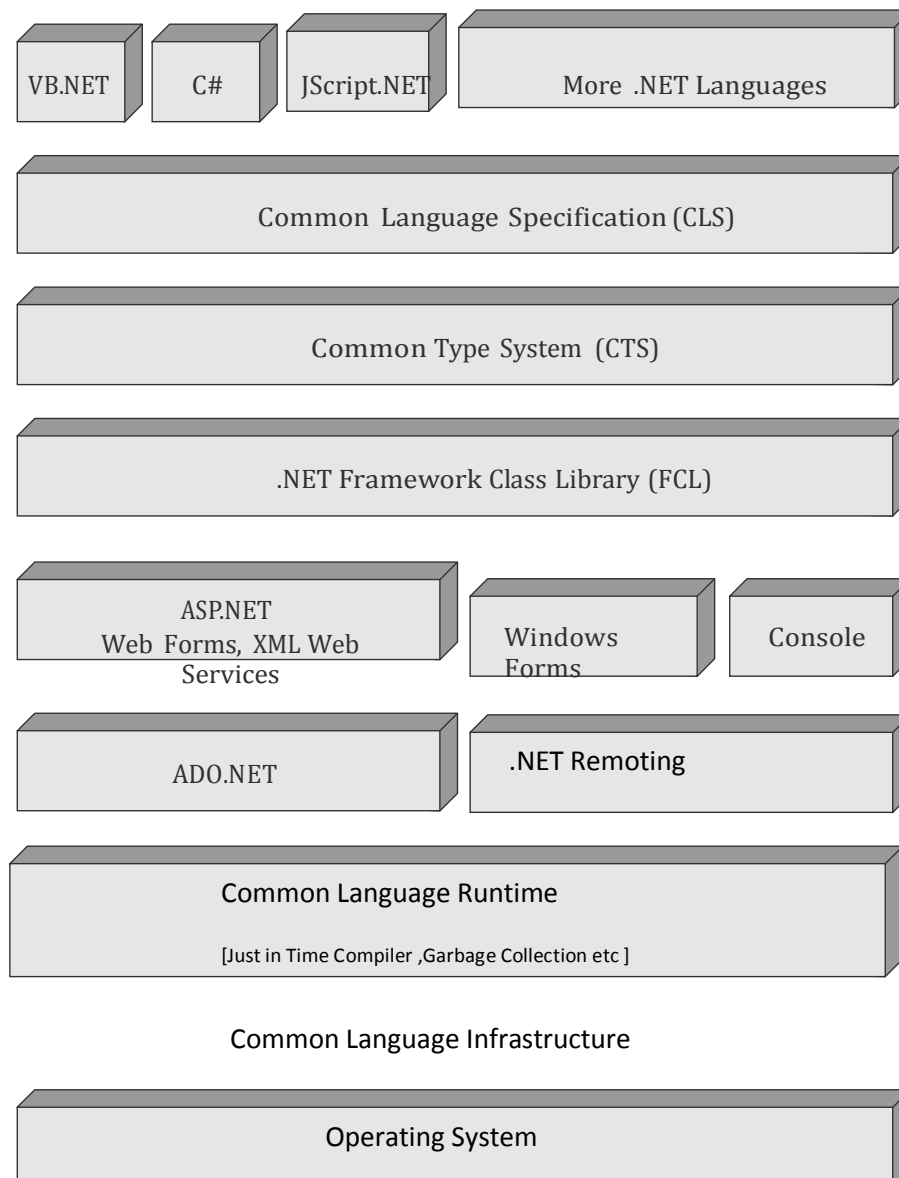 VB.NET
C#
JScript.NET
More .NET Languages
Common Language Specification (CLS)
Common Type System (CTS)
.NET Framework Class Library (FCL)
ASP.NET
Web Forms, XML Web
Services
Windows
Forms
Console
ADO.NET
.NET Remoting
Common Language Runtime
[Just in Time Compiler ,Garbage Collection etc ]
Common Language Infrastructure
Operating System